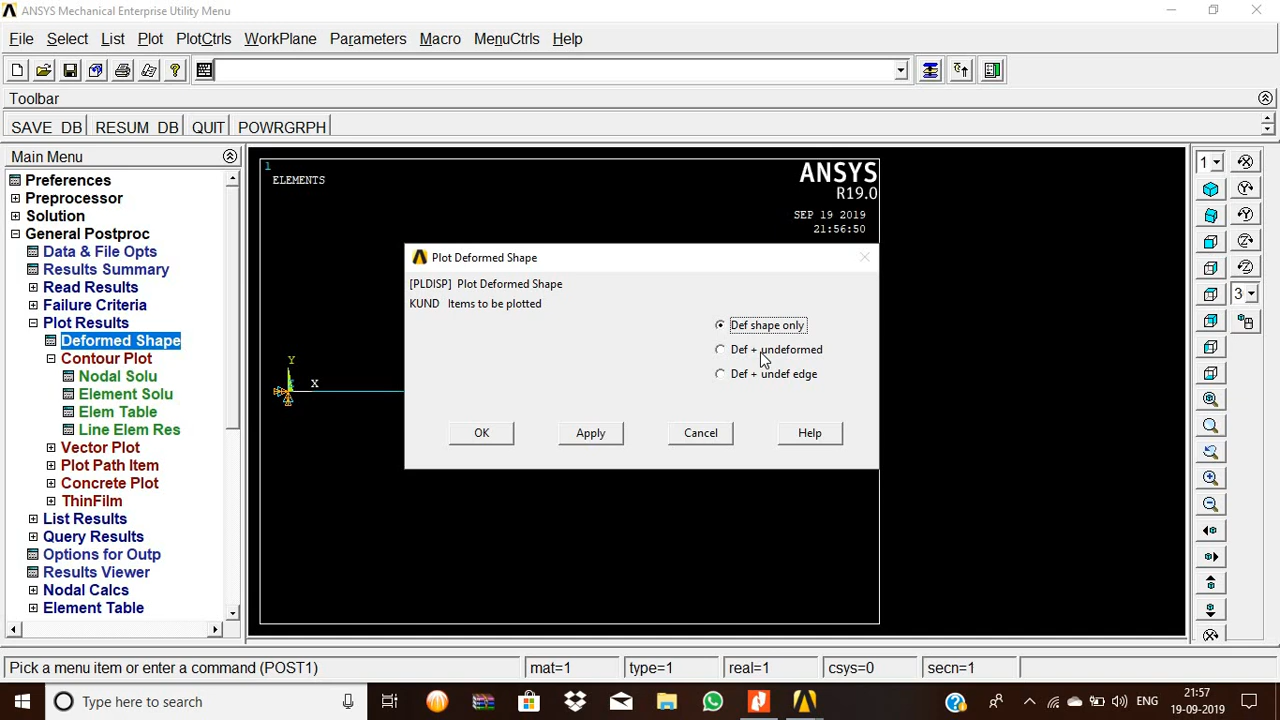 ANSYS Mechanical Enterprise Utility Menu
File Select List Plot PlotCtrls WorkPlane Parameters Macro MenuCtrls Help
Toolbar
SAVE_DB RESUM_DB QUIT POWRGRPH
Main Menu
Preferences
Preprocessor
Solution
General Postproc
Data & File Opts
Results Summary
Read Results
Failure Criteria
Plot Results
Deformed Shape
Contour Plot
Nodal Solu
Element Solu
Elem Table
Line Elem Res
Vector Plot
Plot Path Item
Concrete Plot
ThinFilm
List Results
Query Results
Options for Outp
Results Viewer
Nodal Calcs
Element Table
1
ELEMENTS
ANSYS
R19.0
SEP 19 2019
21:56:50
Y
X
Plot Deformed Shape
[PLDISP] Plot Deformed Shape
KUND Items to be plotted
Def shape only
Def + undeformed
Def + undef edge
OK Apply Cancel Help
1
3
Pick a menu item or enter a command (POST1) mat=1 type=1 real=1 csys=0 secn=1
Type here to search
ENG
21:57
19-09-2019